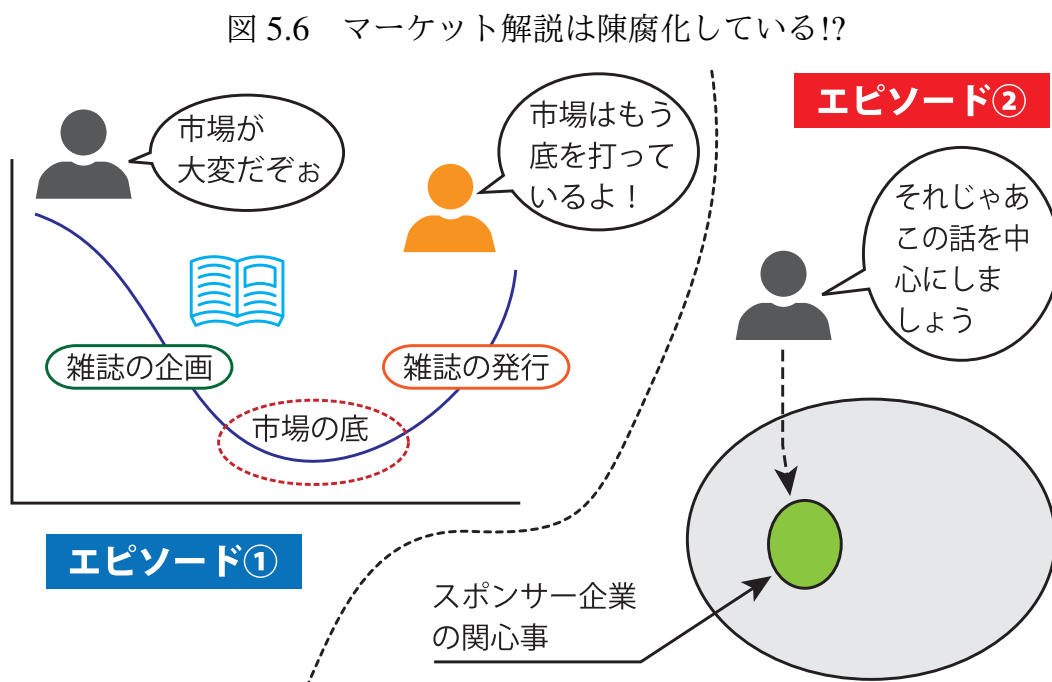 図 5.6　マーケット解説は陳腐化している!?
市場が
大変だぞぉ
市場はもう
底を打って
いるよ！
雑誌の企画
雑誌の発行
市場の底
エピソード①
エピソード②
それじゃあ
この話を中
心にしま
しょう
スポンサー企業
の関心事